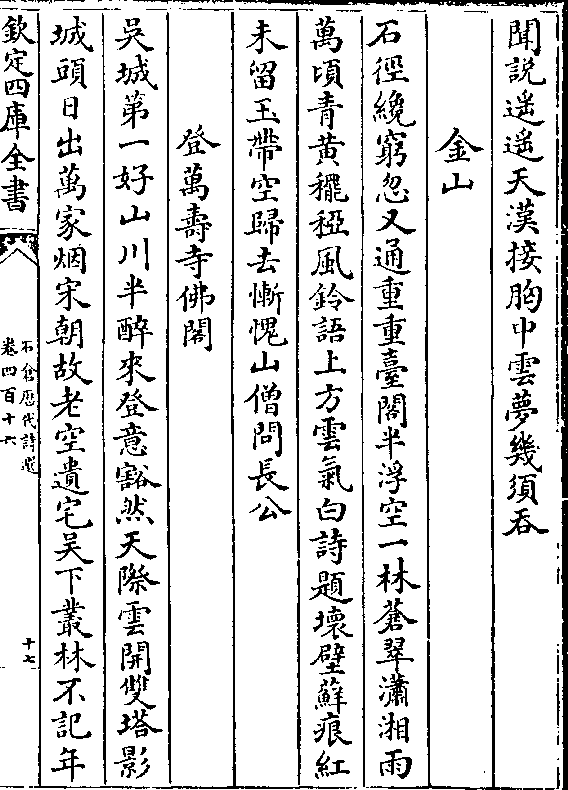 聞說遥遥天漢接胸中雲夢幾須吞
金山
石徑纔窮忽又通重重臺閣半浮空一林蒼翠瀟湘雨
萬頃青黃䆉稏風鈴語上方雲氣白詩題壞壁蘚痕紅
未留玉帶空歸去慚愧山僧問長公
登萬壽寺佛閣
吳城第一好山川半醉來登意豁然天際雲開雙塔影
城頭日出萬家烟宋朝故老空遺宅吴下叢林不記年
欽定四庫全書
石倉歷代詩選
卷四百十六
十七